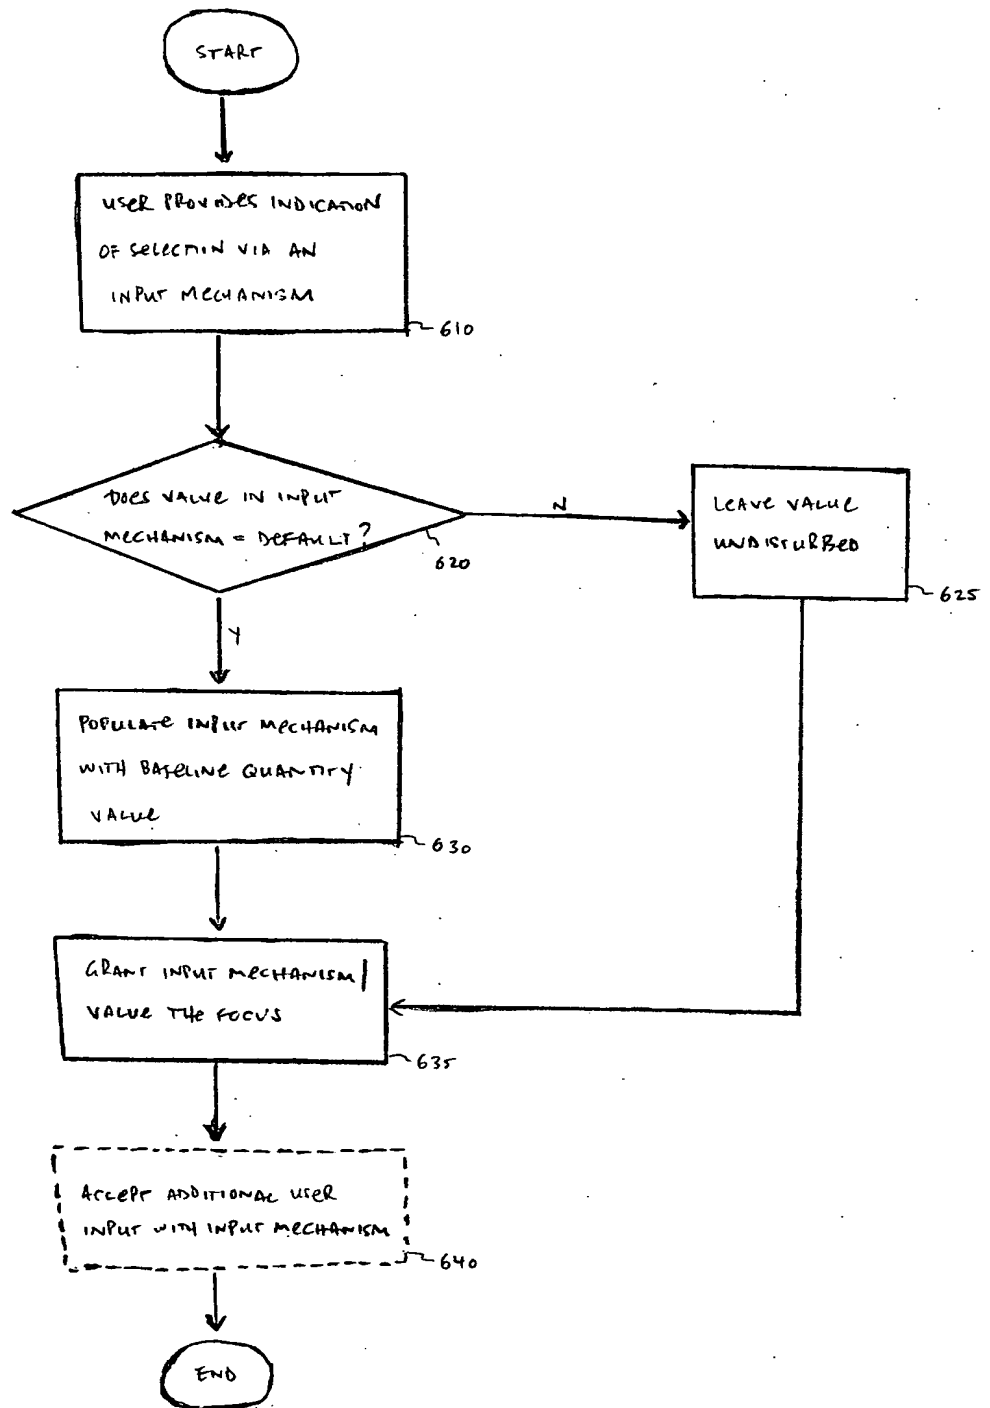 START
USER PROVIDES INDICATION
OF SELECTION VIA AN
INPUT MECHANISM
610
DOES VALUE IN INPUT
MECHANISM = DEFAULT?
620
N
LEAVE VALUE
UNDISTURBED
625
Y
POPULATE INPUT MECHANISM
WITH BASELINE QUANTITY
VALUE
630
GRANT INPUT MECHANISM/
VALUE THE FOCUS
635
ACCEPT ADDITIONAL USER
INPUT WITH INPUT MECHANISM
640
END